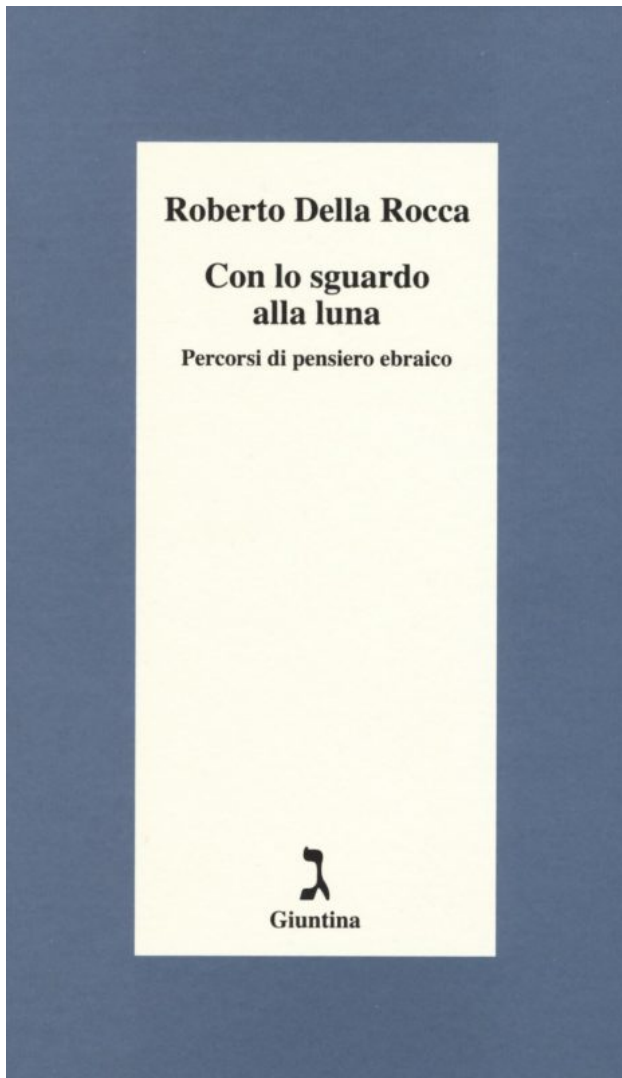 Roberto Della Rocca
Con lo sguardo
alla luna
Percorsi di pensiero ebraico
ג
Giuntina